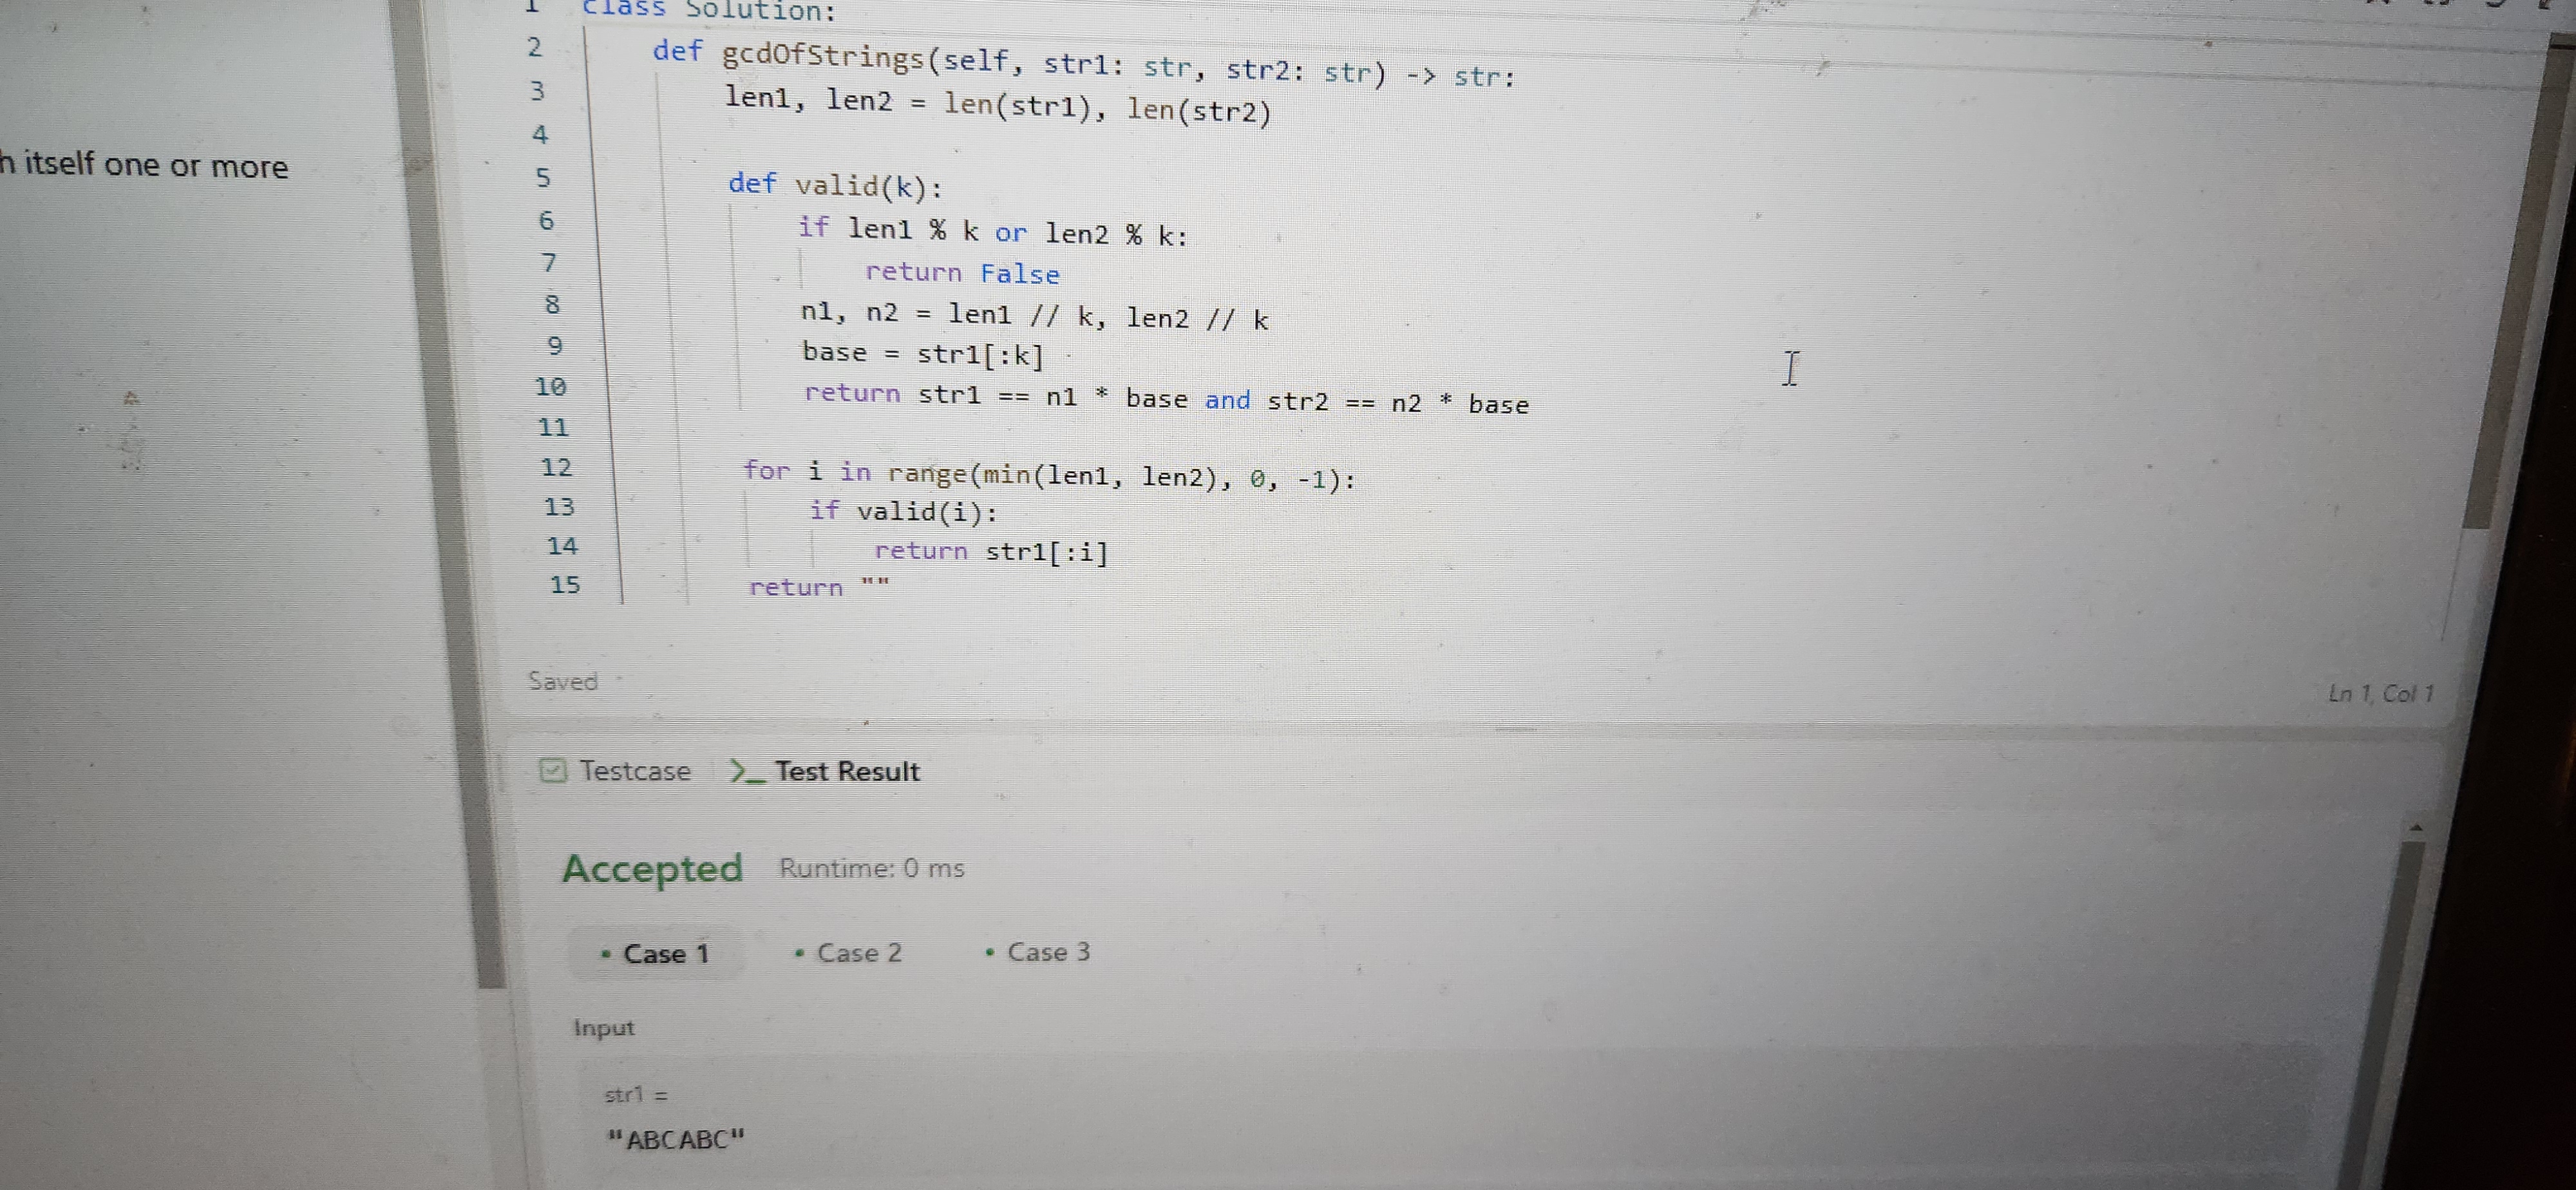 h itself one or more
1 class Solution:
2 def gcdOfStrings(self, str1: str, str2: str) -> str:
3 len1, len2 = len(str1), len(str2)
4
5 def valid(k):
6 if len1 % k or len2 % k:
7 return False
8 n1, n2 = len1 // k, len2 // k
9 base = str1[:k]
10 return str1 == n1 * base and str2 == n2 * base
11
12 for i in range(min(len1, len2), 0, -1):
13 if valid(i):
14 return str1[:i]
15 return ""
Saved
Ln 1, Col 1
Testcase >_ Test Result
Accepted Runtime: 0 ms
• Case 1 • Case 2 • Case 3
Input
str1 =
"ABCABC"